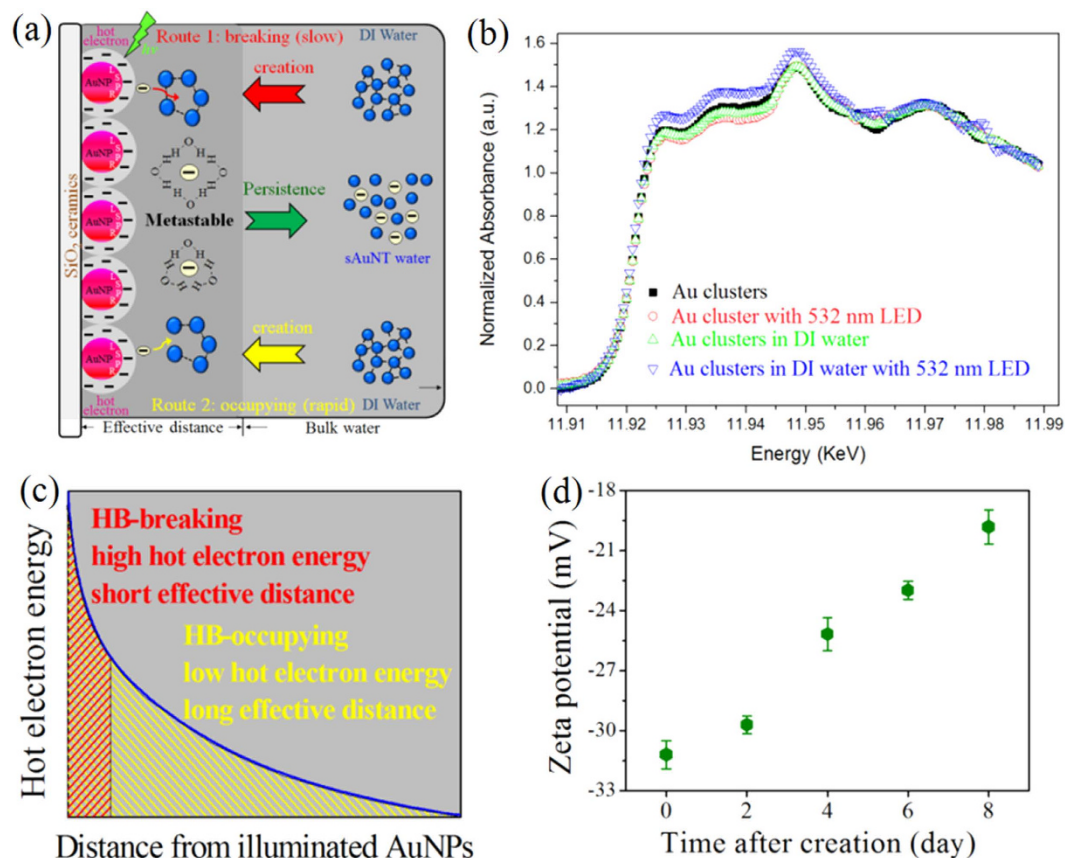 (a)
hot
electron
hν
Route 1: breaking (slow)
DI Water
creation
AuNP
AuNP
AuNP
AuNP
AuNP
SiO2 ceramics
Metastable
Persistence
sAuNT water
creation
hot
electron
Route 2: occupying (rapid)
DI Water
Effective distance
Bulk water
(b)
Normalized Absorbance (a.u.)
1.6
1.4
1.2
1.0
0.8
0.6
0.4
0.2
0.0
Au clusters
Au cluster with 532 nm LED
Au clusters in DI water
Au clusters in DI water with 532 nm LED
11.91 11.92 11.93 11.94 11.95 11.96 11.97 11.98 11.99
Energy (KeV)
(c)
Hot electron energy
HB-breaking
high hot electron energy
short effective distance
HB-occupying
low hot electron energy
long effective distance
Distance from illuminated AuNPs
(d)
Zeta potential (mV)
-18
-21
-24
-27
-30
-33
0 2 4 6 8
Time after creation (day)